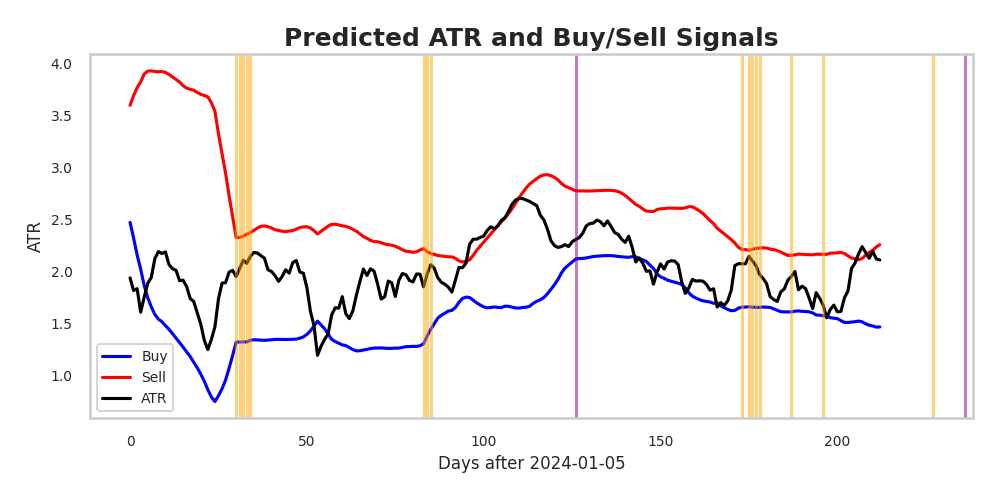 Predicted ATR and Buy/Sell Signals
4.0
3.5
3.0
2.5
2.0
1.5
1.0
ATR
Buy
Sell
ATR
0 50 100 150 200
Days after 2024-01-05